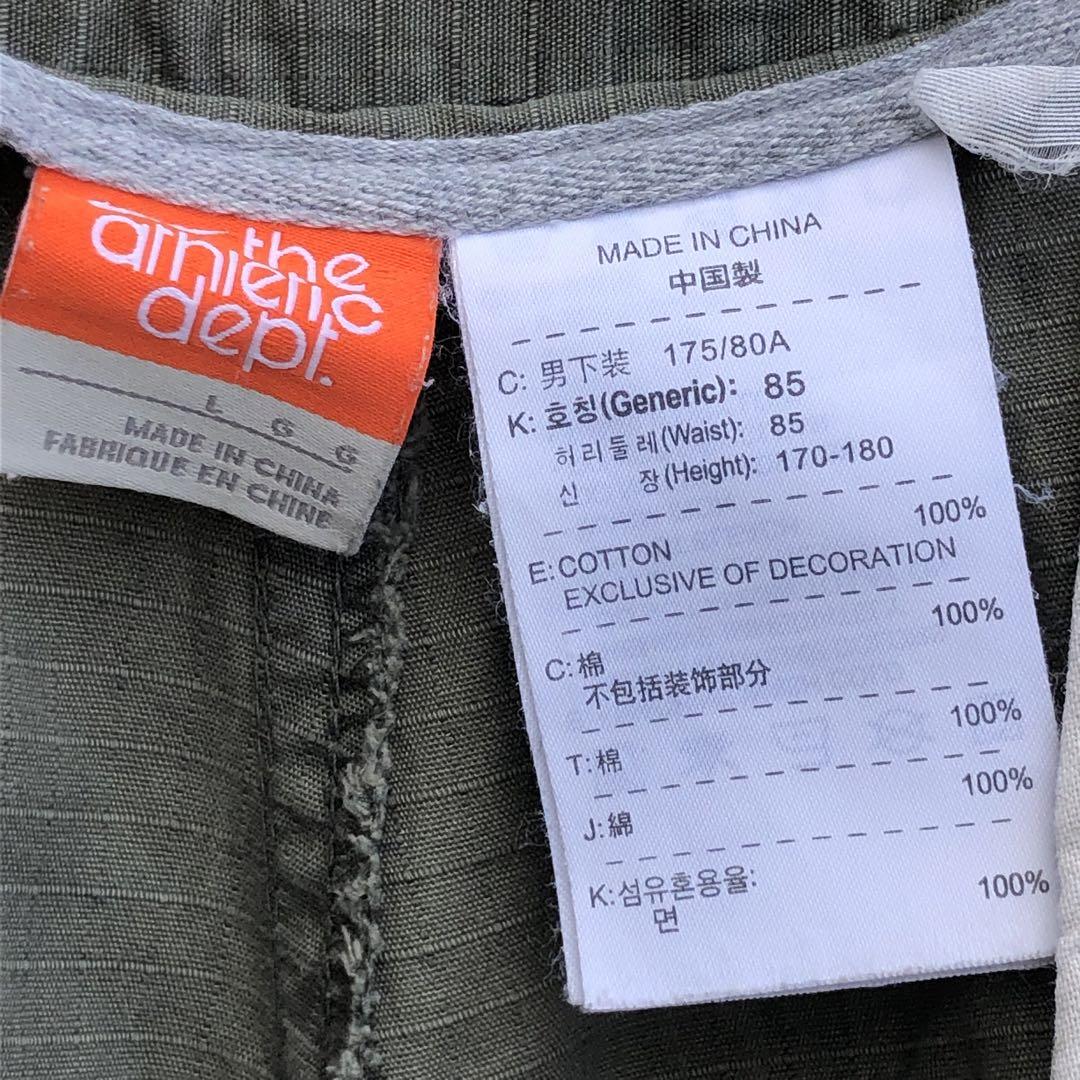 the
athletic
dept.
L G G
MADE IN CHINA
FABRIQUE EN CHINE
MADE IN CHINA
中国製
C: 男下装 175/80A
K: 호칭(Generic): 85
허리둘레(Waist): 85
신 장(Height): 170-180
100%
E:COTTON
EXCLUSIVE OF DECORATION
100%
C:棉
不包括装饰部分
100%
T:棉
100%
J:綿
K:섬유혼용율:
면 100%